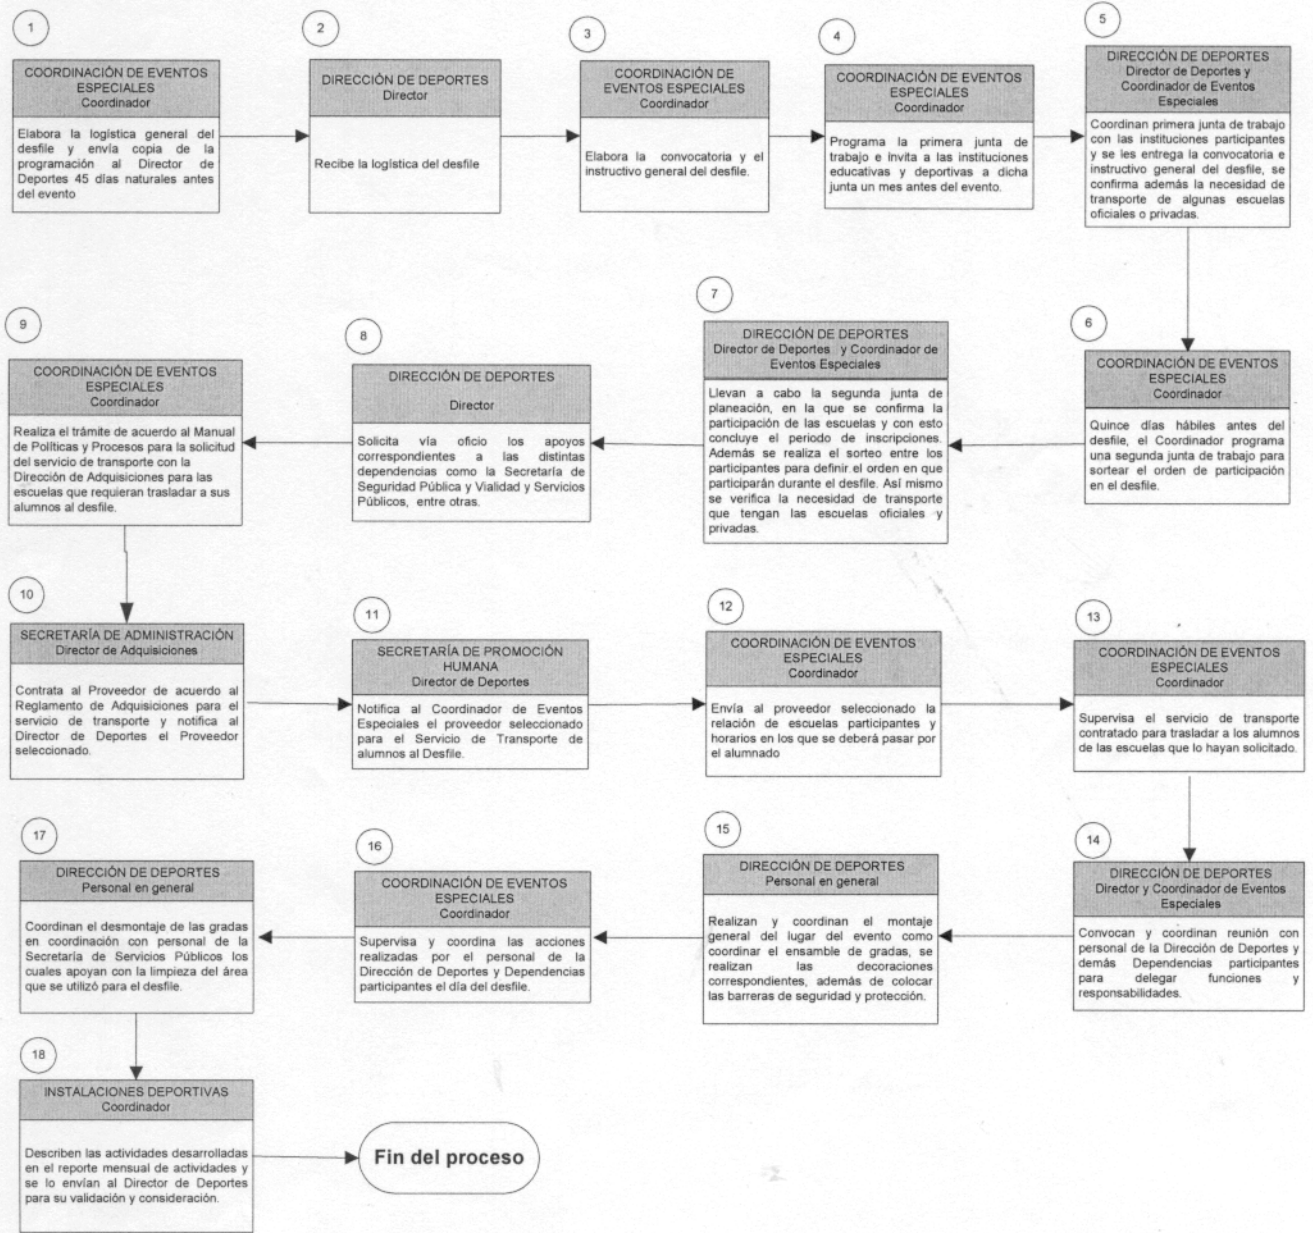 1
COORDINACIÓN DE EVENTOS
ESPECIALES
Coordinador
Elabora la logística general del
desfile y envía copia de la
programación al Director de
Deportes 45 días naturales antes
del evento
2
DIRECCIÓN DE DEPORTES
Director
Recibe la logística del desfile
3
COORDINACIÓN DE
EVENTOS ESPECIALES
Coordinador
Elabora la convocatoria y el
instructivo general del desfile.
4
COORDINACIÓN DE EVENTOS
ESPECIALES
Coordinador
Programa la primera junta de
trabajo e Invita a las instituciones
educativas y deportivas a dicha
junta un mes antes del evento.
5
DIRECCIÓN DE DEPORTES
Director de Deportes y
Coordinador de Eventos
Especiales
Coordinan primera junta de trabajo
con las instituciones participantes
y se les entrega la convocatoria e
instructivo general del desfile, se
confirma además la necesidad de
transporte de algunas escuelas
oficiales o privadas.
6
COORDINACIÓN DE EVENTOS
ESPECIALES
Coordinador
Quince días hábiles antes del
desfile, el Coordinador programa
una segunda junta de trabajo para
sortear el orden de participación
en el desfile.
7
DIRECCIÓN DE DEPORTES
Director de Deportes y Coordinador de
Eventos Especiales
Llevan a cabo la segunda junta de
planeación, en la que se confirma la
participación de las escuelas y con esto
concluye el periodo de inscripciones.
Además se realiza el sorteo entre los
participantes para definir el orden en que
participarán durante el desfile. Así mismo
se verifica la necesidad de transporte
que tengan las escuelas oficiales y
privadas.
8
DIRECCIÓN DE DEPORTES
Director
Solicita vía oficio los apoyos
correspondientes a las distintas
dependencias como la Secretaría de
Seguridad Pública y Vialidad y Servicios
Públicos, entre otras.
9
COORDINACIÓN DE EVENTOS
ESPECIALES
Coordinador
Realiza el trámite de acuerdo al Manual
de Políticas y Procesos para la solicitud
del servicio de transporte con la
Dirección de Adquisiciones para las
escuelas que requieran trasladar a sus
alumnos al desfile.
10
SECRETARÍA DE ADMINISTRACIÓN
Director de Adquisiciones
Contrata al Proveedor de acuerdo al
Reglamento de Adquisiciones para el
servicio de transporte y notifica al
Director de Deportes el Proveedor
seleccionado.
11
SECRETARÍA DE PROMOCIÓN
HUMANA
Director de Deportes
Notifica al Coordinador de Eventos
Especiales el proveedor seleccionado
para el Servicio de Transporte de
alumnos al Desfile.
12
COORDINACIÓN DE EVENTOS
ESPECIALES
Coordinador
Envía al proveedor seleccionado la
relación de escuelas participantes y
horarios en los que se deberá pasar por
el alumnado
13
COORDINACIÓN DE EVENTOS
ESPECIALES
Coordinador
Supervisa el servicio de transporte
contratado para trasladar a los alumnos
de las escuelas que lo hayan solicitado.
14
DIRECCIÓN DE DEPORTES
Director y Coordinador de Eventos
Especiales
Convocan y coordinan reunión con
personal de la Dirección de Deportes y
demás Dependencias participantes
para delegar funciones y
responsabilidades.
15
DIRECCIÓN DE DEPORTES
Personal en general
Realizan y coordinan el montaje
general del lugar del evento como
coordinar el ensamble de gradas, se
realizan las decoraciones
correspondientes, además de colocar
las barreras de seguridad y protección.
16
COORDINACIÓN DE EVENTOS
ESPECIALES
Coordinador
Supervisa y coordina las acciones
realizadas por el personal de la
Dirección de Deportes y Dependencias
participantes el día del desfile.
17
DIRECCIÓN DE DEPORTES
Personal en general
Coordinan el desmontaje de las gradas
en coordinación con personal de la
Secretaría de Servicios Públicos los
cuales apoyan con la limpieza del área
que se utilizó para el desfile.
18
INSTALACIONES DEPORTIVAS
Coordinador
Describen las actividades desarrolladas
en el reporte mensual de actividades y
se lo envían al Director de Deportes
para su validación y consideración.
Fin del proceso